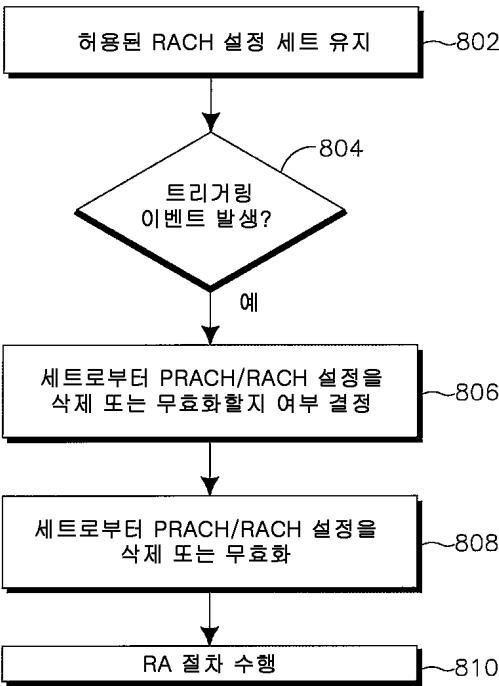 허용된 RACH 설정 세트 유지
802
804
트리거링
이벤트 발생?
예
세트로부터 PRACH/RACH 설정을
삭제 또는 무효화할지 여부 결정
806
세트로부터 PRACH/RACH 설정을
삭제 또는 무효화
808
RA 절차 수행
810